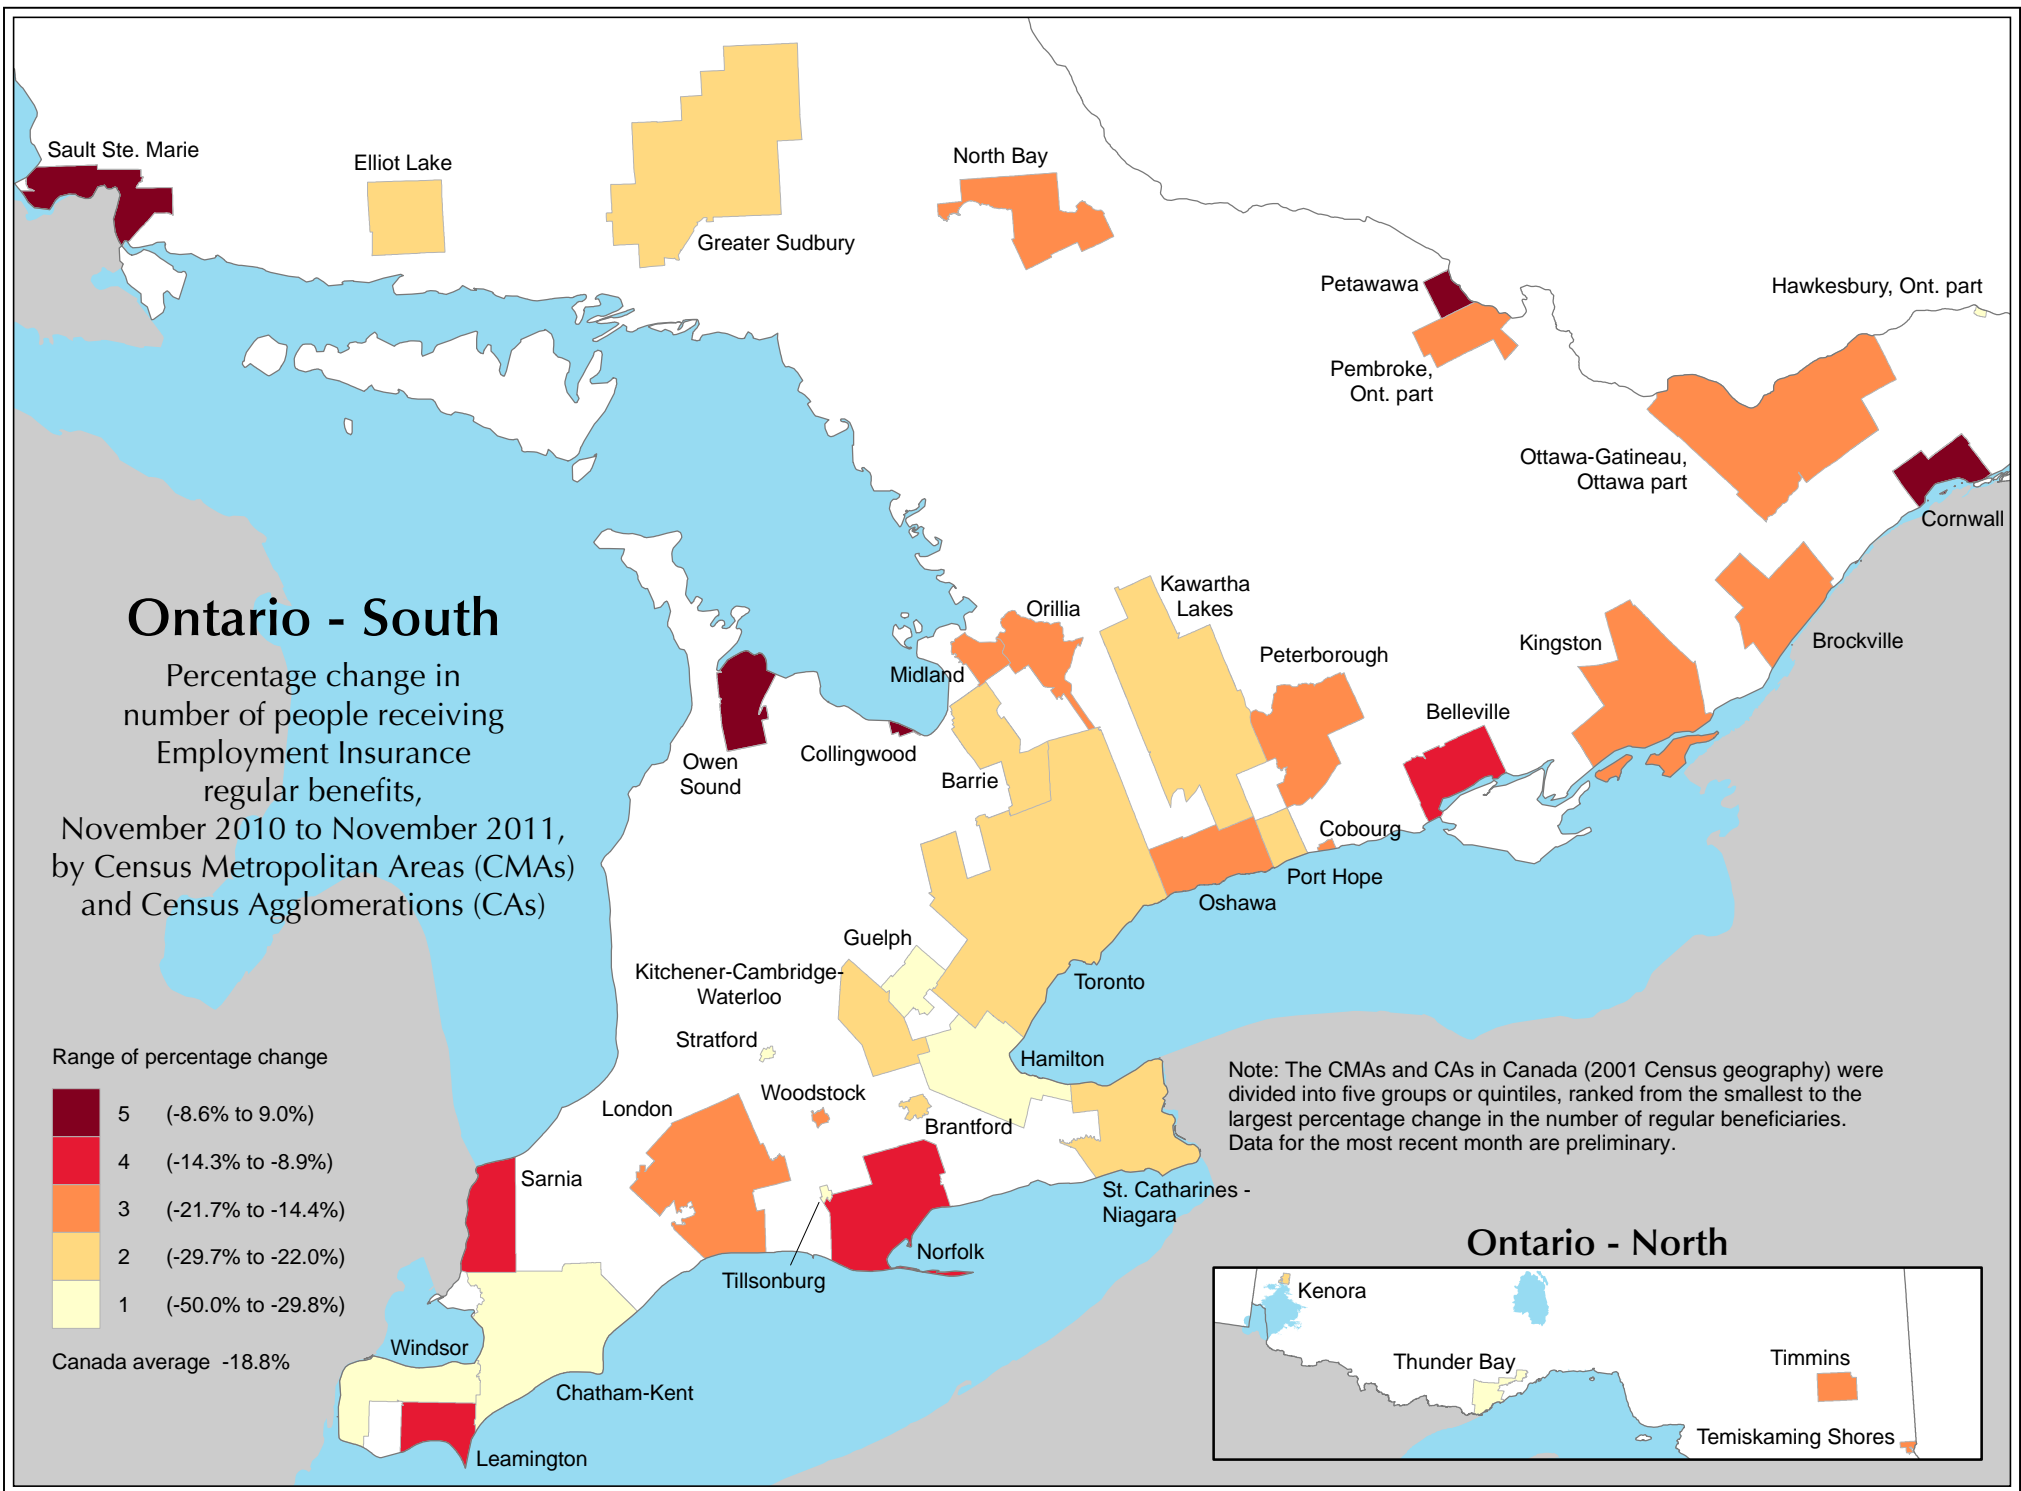 Sault Ste. Marie
Elliot Lake
Greater Sudbury
North Bay
Petawawa
Pembroke,
Ont. part
Hawkesbury, Ont. part
Ottawa-Gatineau,
Ottawa part
Cornwall
Brockville
Kingston
Belleville
Peterborough
Kawartha
Lakes
Orillia
Midland
Barrie
Collingwood
Owen
Sound
Cobourg
Port Hope
Oshawa
Toronto
Guelph
Kitchener-Cambridge-
Waterloo
Stratford
Hamilton
Woodstock
Brantford
London
Sarnia
St. Catharines -
Niagara
Norfolk
Tillsonburg
Windsor
Chatham-Kent
Leamington
Ontario - South
Percentage change in
number of people receiving
Employment Insurance
regular benefits,
November 2010 to November 2011,
by Census Metropolitan Areas (CMAs)
and Census Agglomerations (CAs)
Range of percentage change
5 (-8.6% to 9.0%)
4 (-14.3% to -8.9%)
3 (-21.7% to -14.4%)
2 (-29.7% to -22.0%)
1 (-50.0% to -29.8%)
Canada average -18.8%
Note: The CMAs and CAs in Canada (2001 Census geography) were
divided into five groups or quintiles, ranked from the smallest to the
largest percentage change in the number of regular beneficiaries.
Data for the most recent month are preliminary.
Ontario - North
Kenora
Thunder Bay
Timmins
Temiskaming Shores